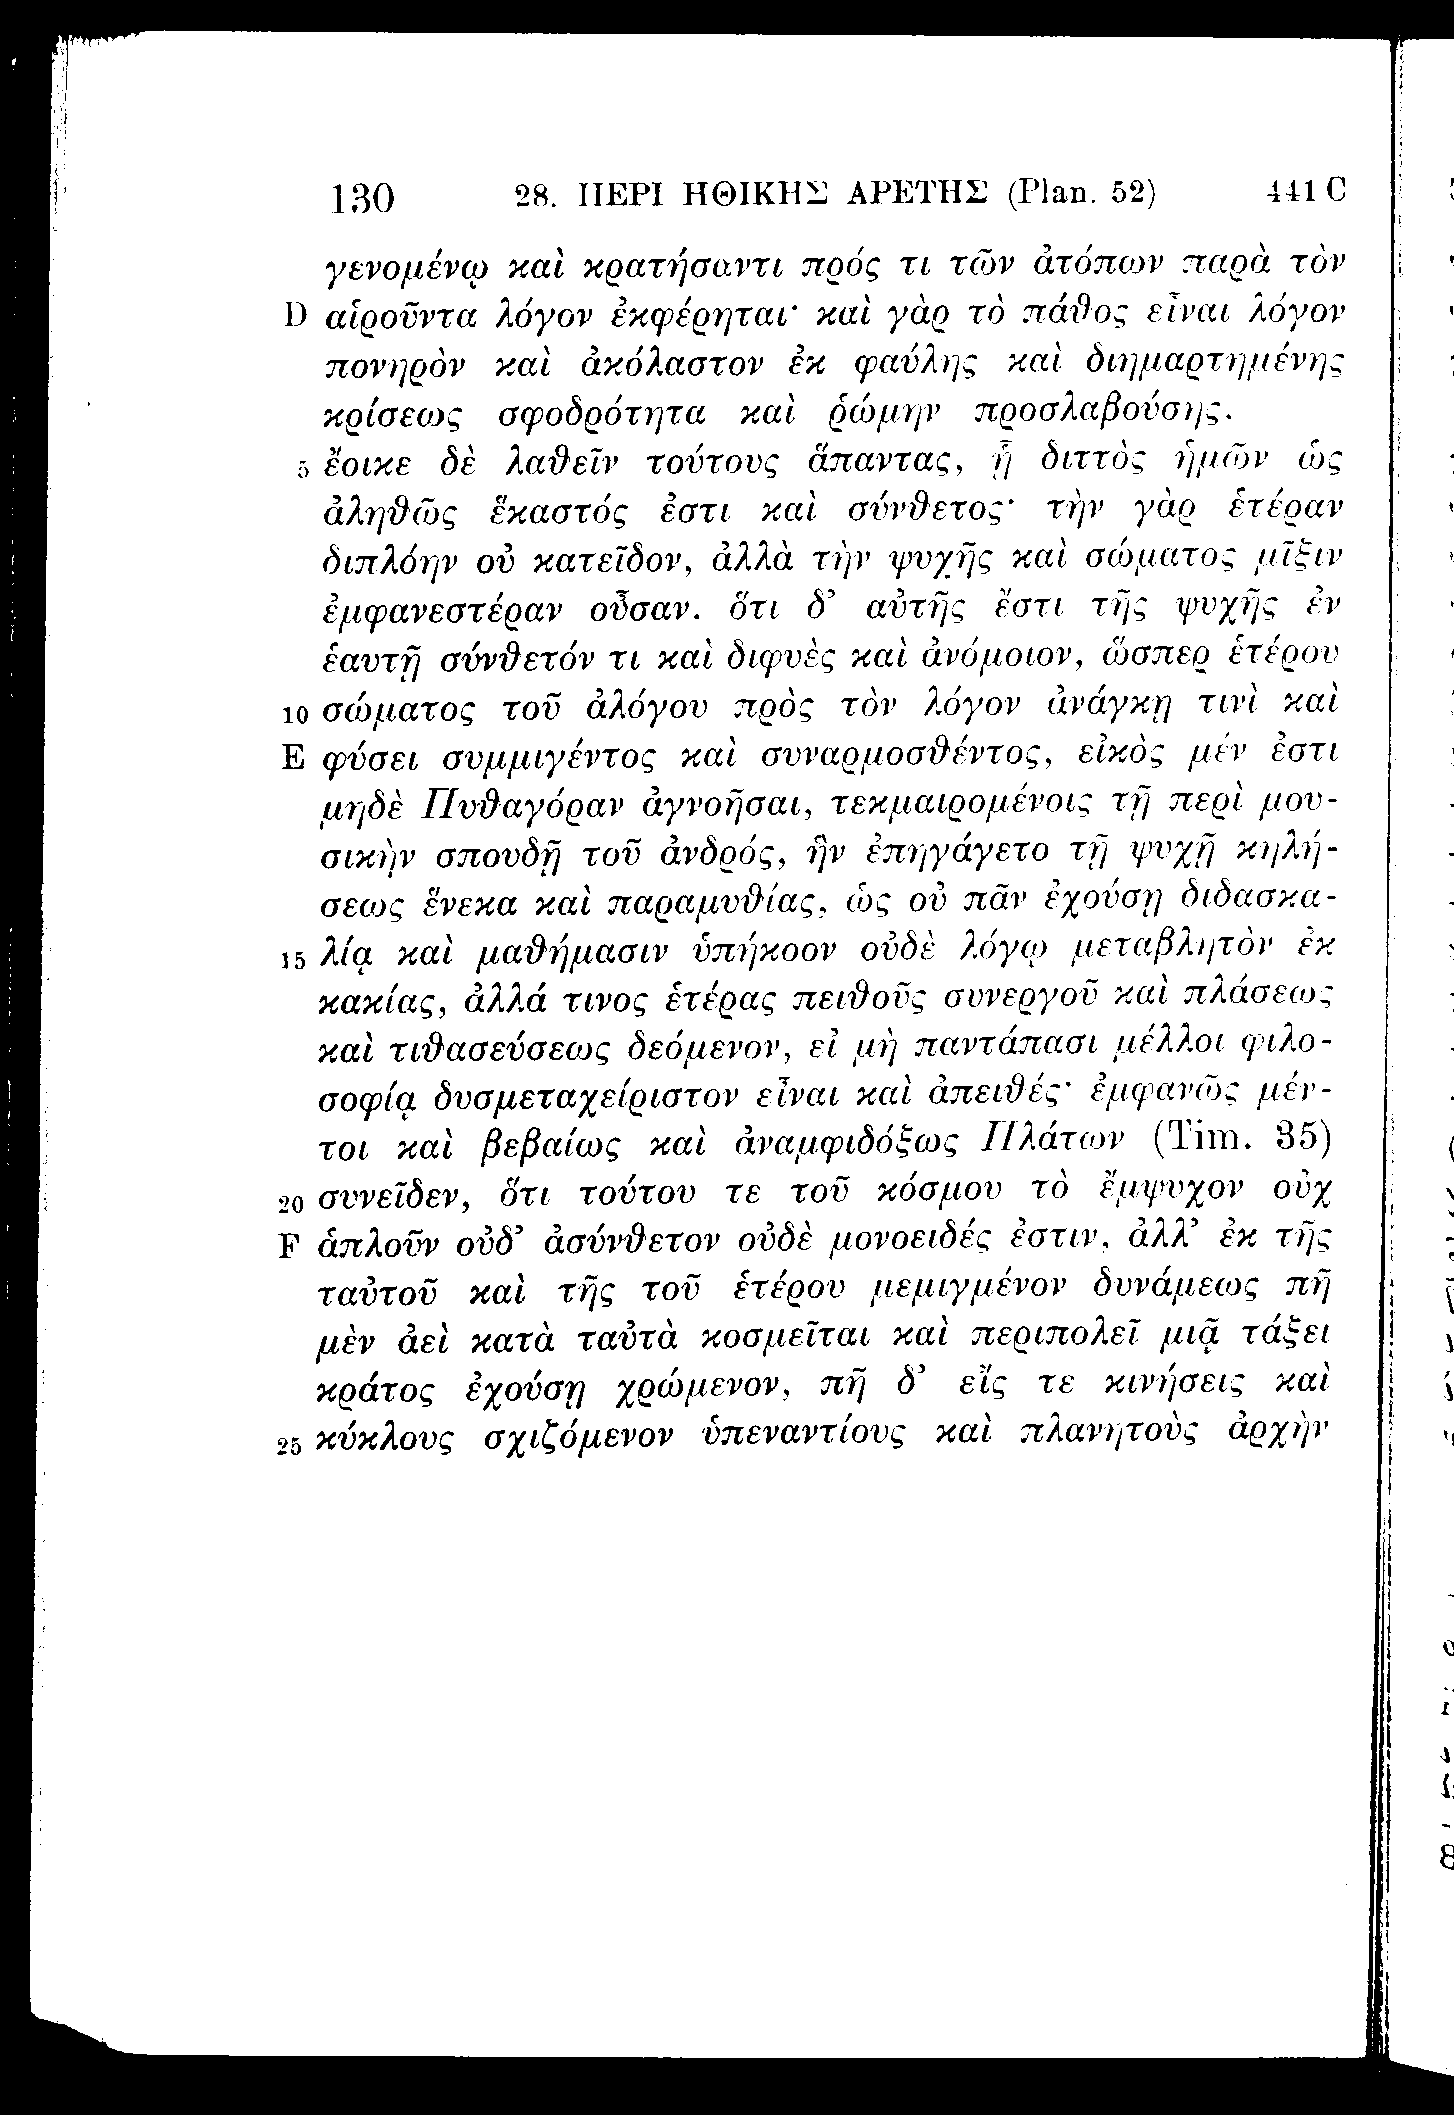 130 28. ΠΕΡΙ ΗΘΙΚΗΣ ΑΡΕΤΗΣ (Plan. 52) 441 C
γενομένῳ καὶ κρατήσαντι πρός τι τῶν ἀτόπων παρὰ τὸν
D αἱροῦντα λόγον ἐκφέρηται· καὶ γὰρ τὸ πάθος εἶναι λόγον
πονηρὸν καὶ ἀκόλαστον ἐκ φαύλης καὶ διημαρτημένης
κρίσεως σφοδρότητα καὶ ῥώμην προσλαβούσης.
5 ἔοικε δὲ λαθεῖν τούτους ἅπαντας, ᾗ διττὸς ἡμῶν ὡς
ἀληθῶς ἕκαστός ἐστι καὶ σύνθετος· τὴν γὰρ ἑτέραν
διπλόην οὐ κατεῖδον, ἀλλὰ τὴν ψυχῆς καὶ σώματος μῖξιν
ἐμφανεστέραν οὖσαν. ὅτι δ’ αὐτῆς ἔστι τῆς ψυχῆς ἐν
ἑαυτῇ σύνθετόν τι καὶ διφυὲς καὶ ἀνόμοιον, ὥσπερ ἑτέρου
10 σώματος τοῦ ἀλόγου πρὸς τὸν λόγον ἀνάγκῃ τινὶ καὶ
E φύσει συμμιγέντος καὶ συναρμοσθέντος, εἰκὸς μέν ἐστι
μηδὲ Πυθαγόραν ἀγνοῆσαι, τεκμαιρομένοις τῇ περὶ μου-
σικὴν σπουδῇ τοῦ ἀνδρός, ἣν ἐπηγάγετο τῇ ψυχῇ κηλή-
σεως ἕνεκα καὶ παραμυθίας, ὡς οὐ πᾶν ἐχούσῃ διδασκα-
15 λίᾳ καὶ μαθήμασιν ὑπήκοον οὐδὲ λόγῳ μεταβλητὸν ἐκ
κακίας, ἀλλά τινος ἑτέρας πειθοῦς συνεργοῦ καὶ πλάσεως
καὶ τιθασεύσεως δεόμενον, εἰ μὴ παντάπασι μέλλοι φιλο-
σοφίᾳ δυσμεταχείριστον εἶναι καὶ ἀπειθές· ἐμφανῶς μέν-
τοι καὶ βεβαίως καὶ ἀναμφιδόξως Πλάτων (Tim. 35)
20 συνεῖδεν, ὅτι τούτου τε τοῦ κόσμου τὸ ἔμψυχον οὐχ
F ἁπλοῦν οὐδ’ ἀσύνθετον οὐδὲ μονοειδές ἐστιν, ἀλλ’ ἐκ τῆς
ταὐτοῦ καὶ τῆς τοῦ ἑτέρου μεμιγμένον δυνάμεως πῆ
μὲν ἀεὶ κατὰ ταὐτὰ κοσμεῖται καὶ περιπολεῖ μιᾷ τάξει
κράτος ἐχούσῃ χρώμενον, πῆ δ’ εἴς τε κινήσεις καὶ
25 κύκλους σχιζόμενον ὑπεναντίους καὶ πλανητοὺς ἀρχὴν